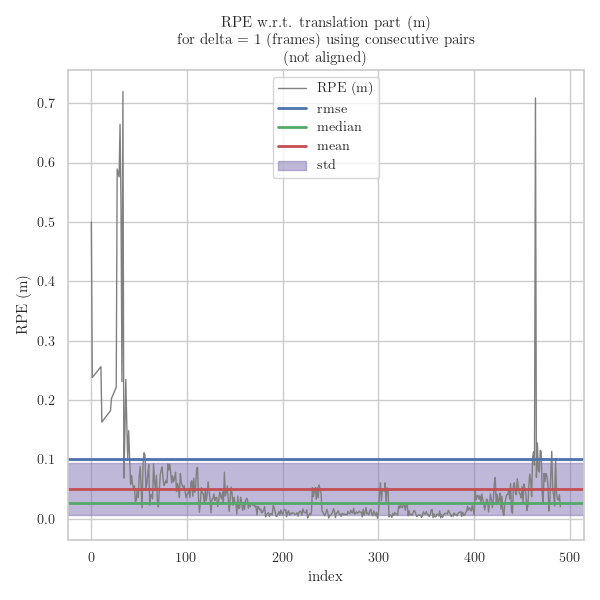 RPE w.r.t. translation part (m)
for delta = 1 (frames) using consecutive pairs
(not aligned)
RPE (m)
rmse
median
mean
std
0.7
0.6
0.5
0.4
0.3
0.2
0.1
0.0
RPE (m)
0
100
200
300
400
500
index